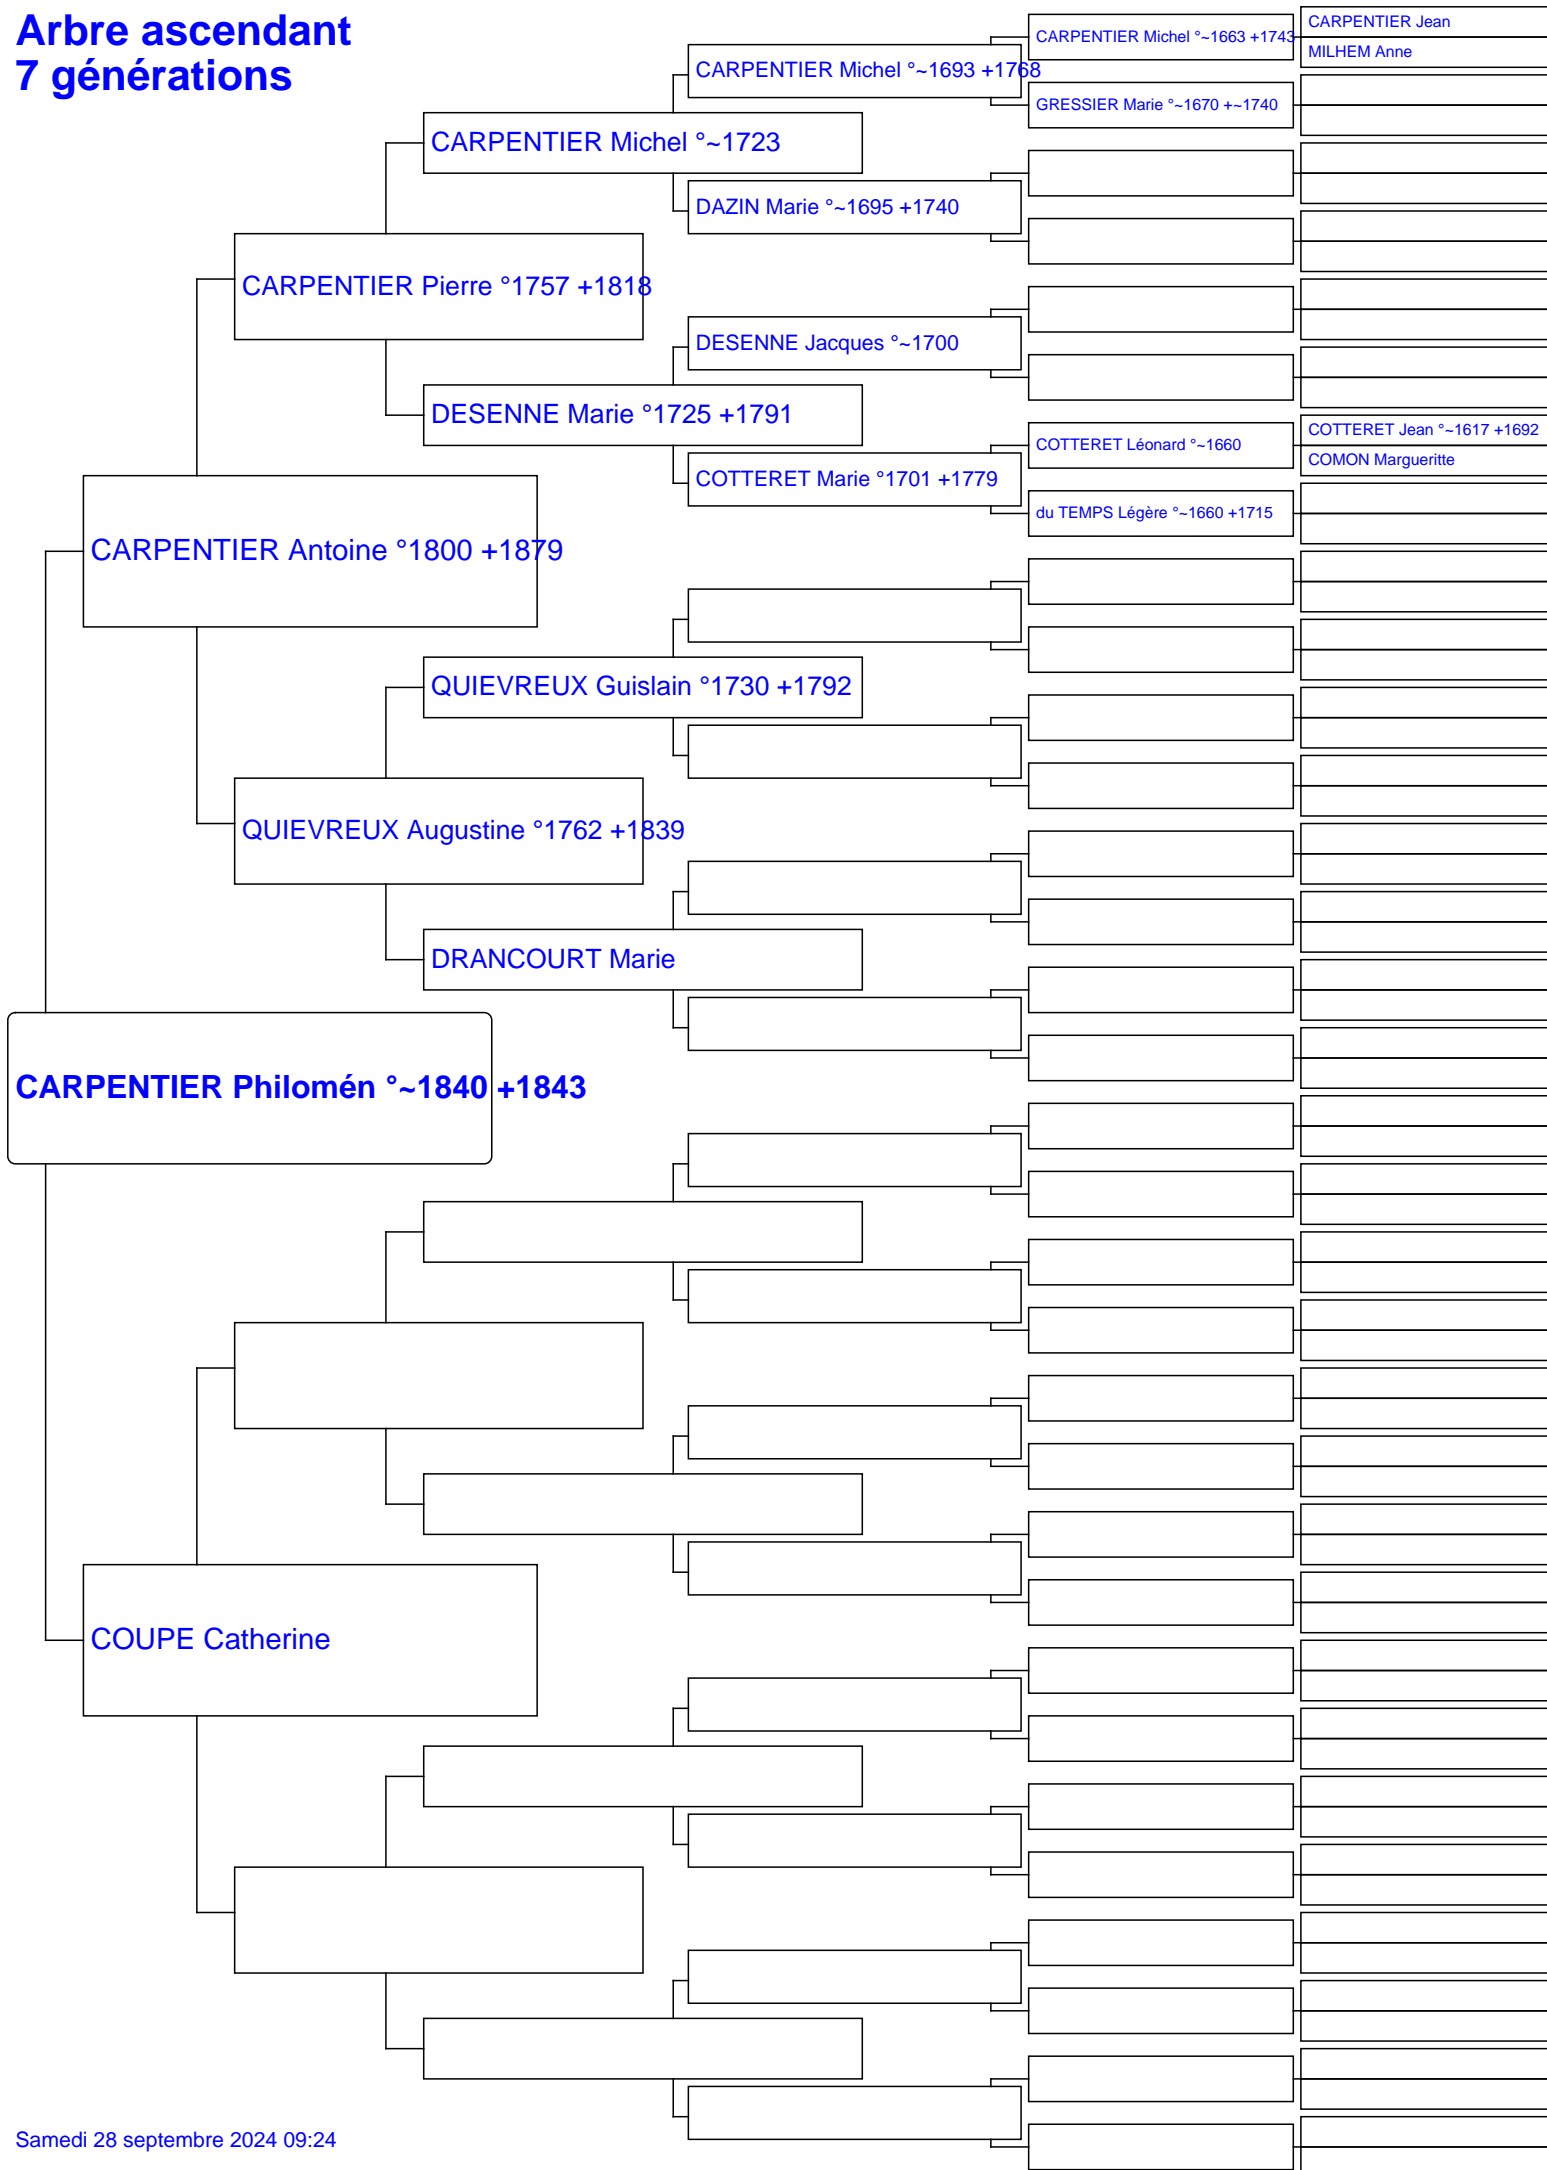 Arbre ascendant
7 générations
CARPENTIER Philomén °~1840 +1843
CARPENTIER Antoine °1800 +1879
COUPE Catherine
CARPENTIER Pierre °1757 +1818
QUIEVREUX Augustine °1762 +1839
CARPENTIER Michel °~1723
DESENNE Marie °1725 +1791
QUIEVREUX Guislain °1730 +1792
DRANCOURT Marie
CARPENTIER Michel °~1693 +1768
DAZIN Marie °~1695 +1740
DESENNE Jacques °~1700
COTTERET Marie °1701 +1779
CARPENTIER Michel °~1663 +1743
GRESSIER Marie °~1670 +~1740
COTTERET Léonard °~1660
du TEMPS Légère °~1660 +1715
CARPENTIER Jean
MILHEM Anne
COTTERET Jean °~1617 +1692
COMON Margueritte
Samedi 28 septembre 2024 09:24